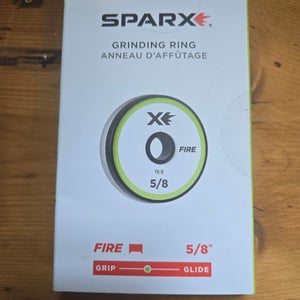 SPARX
GRINDING RING
ANNEAU D'AFFÛTAGE
FIRE
15.9
5/8
FIRE 5/8"
GRIP GLIDE